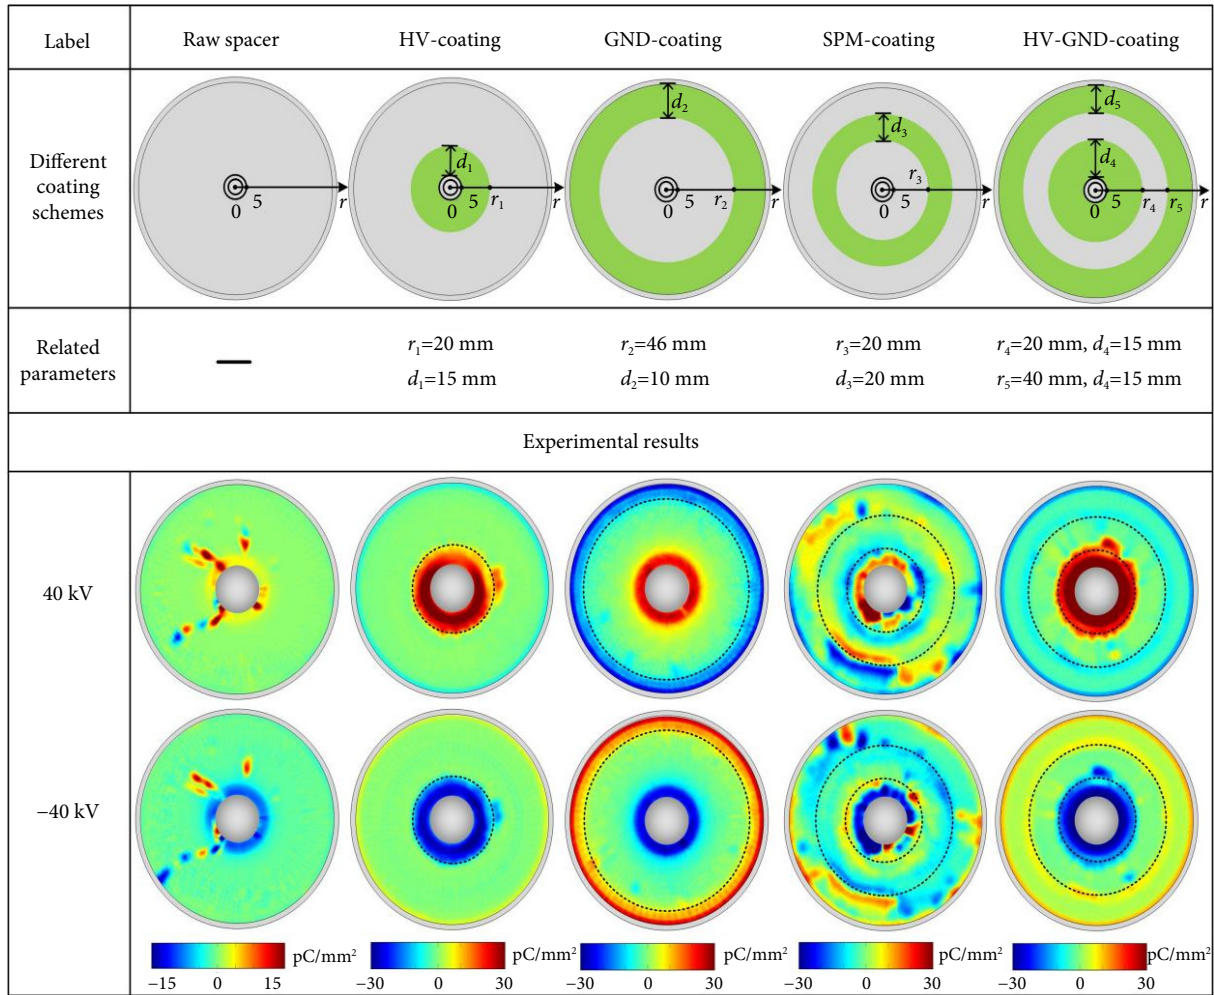 Label Raw spacer HV-coating GND-coating SPM-coating HV-GND-coating
Different
coating
schemes
0 5 r
d₁ 0 5 r₁ r
d₂ 0 5 r₂ r
d₃ 0 5 r₃ r
d₅ d₄ 0 5 r₄ r₅ r
Related
parameters
—
r₁=20 mm
d₁=15 mm
r₂=46 mm
d₂=10 mm
r₃=20 mm
d₃=20 mm
r₄=20 mm, d₄=15 mm
r₅=40 mm, d₄=15 mm
Experimental results
40 kV
−40 kV
−15 0 15 pC/mm²
−30 0 30 pC/mm²
−30 0 30 pC/mm²
−30 0 30 pC/mm²
−30 0 30 pC/mm²